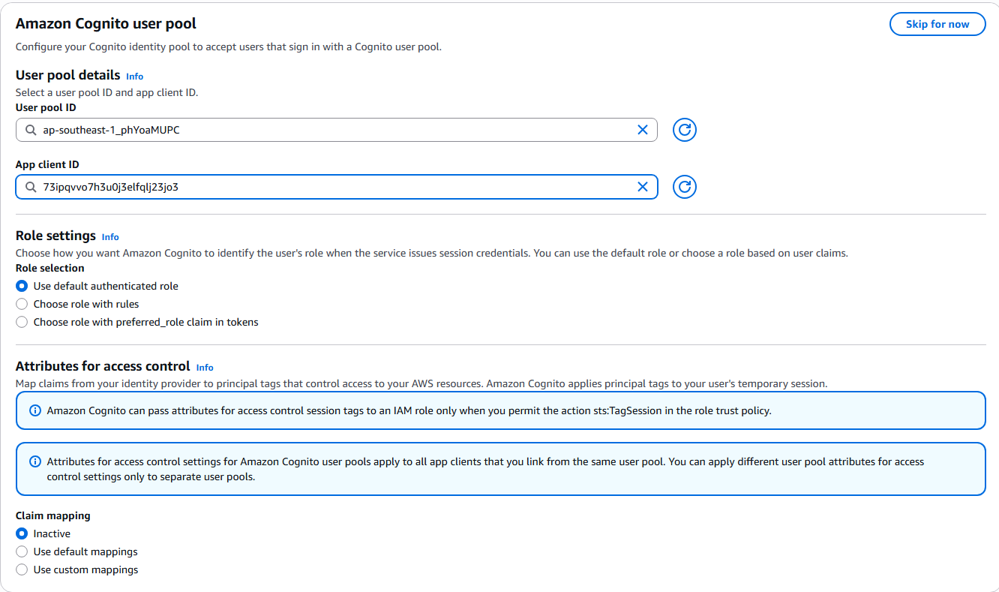 Amazon Cognito user pool
Skip for now
Configure your Cognito identity pool to accept users that sign in with a Cognito user pool.
User pool details Info
Select a user pool ID and app client ID.
User pool ID
ap-southeast-1_phYoaMUPC
App client ID
73ipqvvo7h3u0j3elfqlj23jo3
Role settings Info
Choose how you want Amazon Cognito to identify the user's role when the service issues session credentials. You can use the default role or choose a role based on user claims.
Role selection
Use default authenticated role
Choose role with rules
Choose role with preferred_role claim in tokens
Attributes for access control Info
Map claims from your identity provider to principal tags that control access to your AWS resources. Amazon Cognito applies principal tags to your user's temporary session.
Amazon Cognito can pass attributes for access control session tags to an IAM role only when you permit the action sts:TagSession in the role trust policy.
Attributes for access control settings for Amazon Cognito user pools apply to all app clients that you link from the same user pool. You can apply different user pool attributes for access
control settings only to separate user pools.
Claim mapping
Inactive
Use default mappings
Use custom mappings